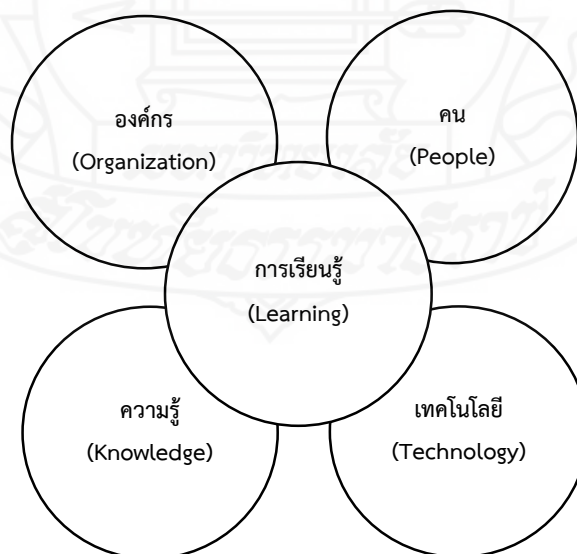 องค์กร
(Organization)
คน
(People)
การเรียนรู้
(Learning)
ความรู้
(Knowledge)
เทคโนโลยี
(Technology)